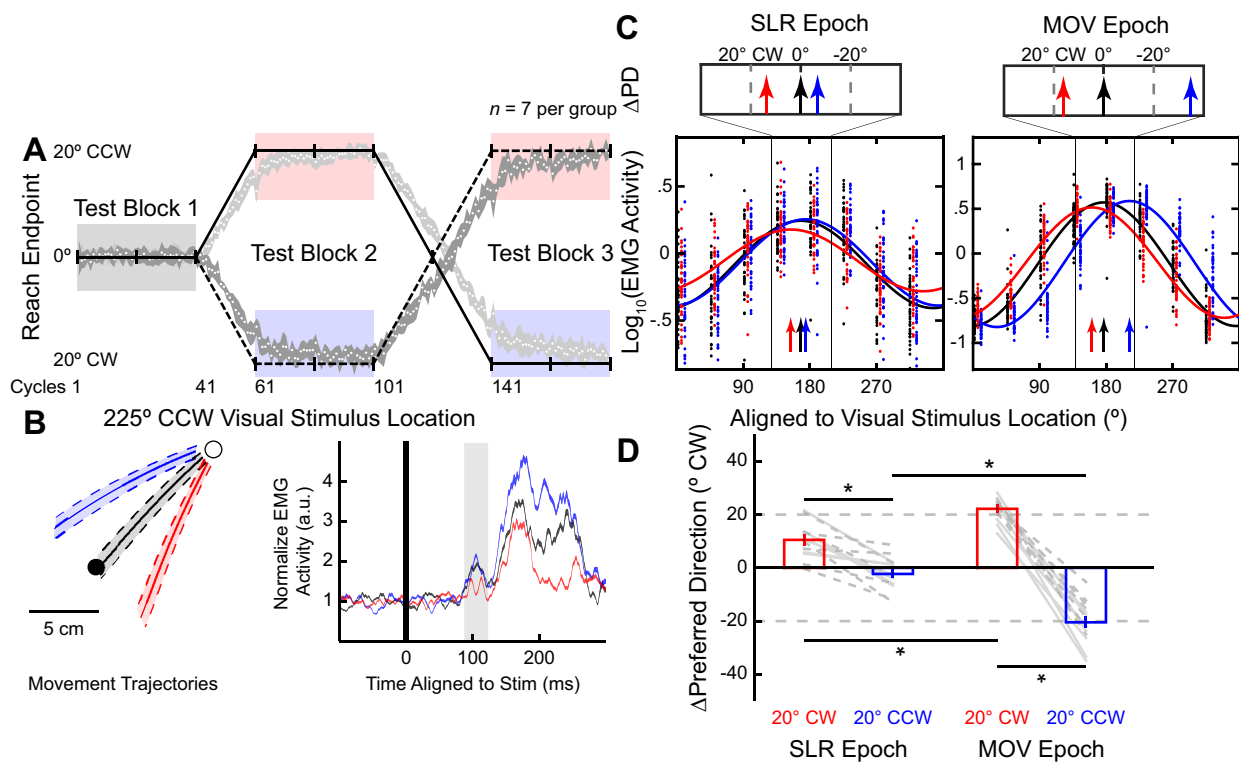 A
n = 7 per group
20º CCW
0º
20º CW
Reach Endpoint
Test Block 1
Test Block 2
Test Block 3
Cycles 1
41
61
101
141
B
225º CCW Visual Stimulus Location
5 cm
Movement Trajectories
Normalize EMG
Activity (a.u.)
4
3
2
1
0
100
200
Time Aligned to Stim (ms)
C
SLR Epoch
MOV Epoch
20° CW
0°
-20°
20° CW
0°
-20°
ΔPD
Log10(EMG Activity)
.5
0
-.5
1
.5
0
-.5
-1
90
180
270
90
180
270
Aligned to Visual Stimulus Location (º)
D
ΔPreferred Direction (º CW)
40
20
0
-20
-40
*
*
*
*
20° CW
20° CCW
20° CW
20° CCW
SLR Epoch
MOV Epoch